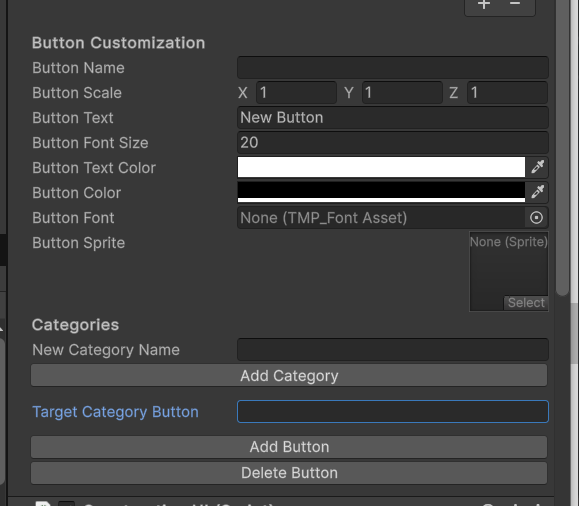 + −
Button Customization
Button Name
Button Scale X 1 Y 1 Z 1
Button Text New Button
Button Font Size 20
Button Text Color
Button Color
Button Font None (TMP_Font Asset)
Button Sprite None (Sprite)
Select
Categories
New Category Name
Add Category
Target Category Button
Add Button
Delete Button